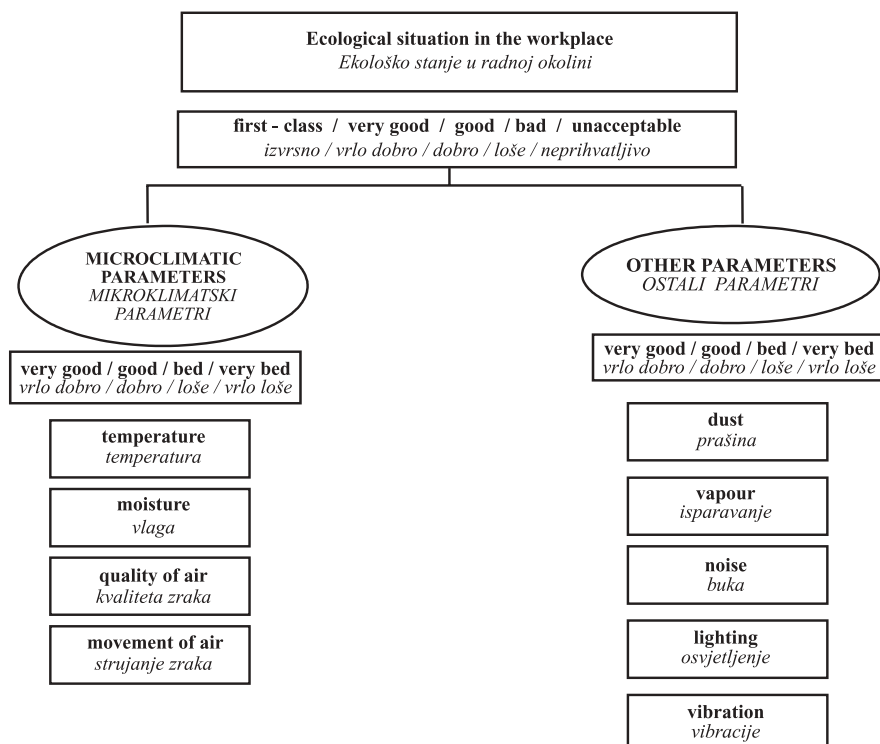 Ecological situation in the workplace
Ekološko stanje u radnoj okolini
first - class / very good / good / bad / unacceptable
izvrsno / vrlo dobro / dobro / loše / neprihvatljivo
MICROCLIMATIC
PARAMETERS
MIKROKLIMATSKI
PARAMETRI
very good / good / bed / very bed
vrlo dobro / dobro / loše / vrlo loše
temperature
temperatura
moisture
vlaga
quality of air
kvaliteta zraka
movement of air
strujanje zraka
OTHER PARAMETERS
OSTALI PARAMETRI
very good / good / bed / very bed
vrlo dobro / dobro / loše / vrlo loše
dust
prašina
vapour
isparavanje
noise
buka
lighting
osvjetljenje
vibration
vibracije